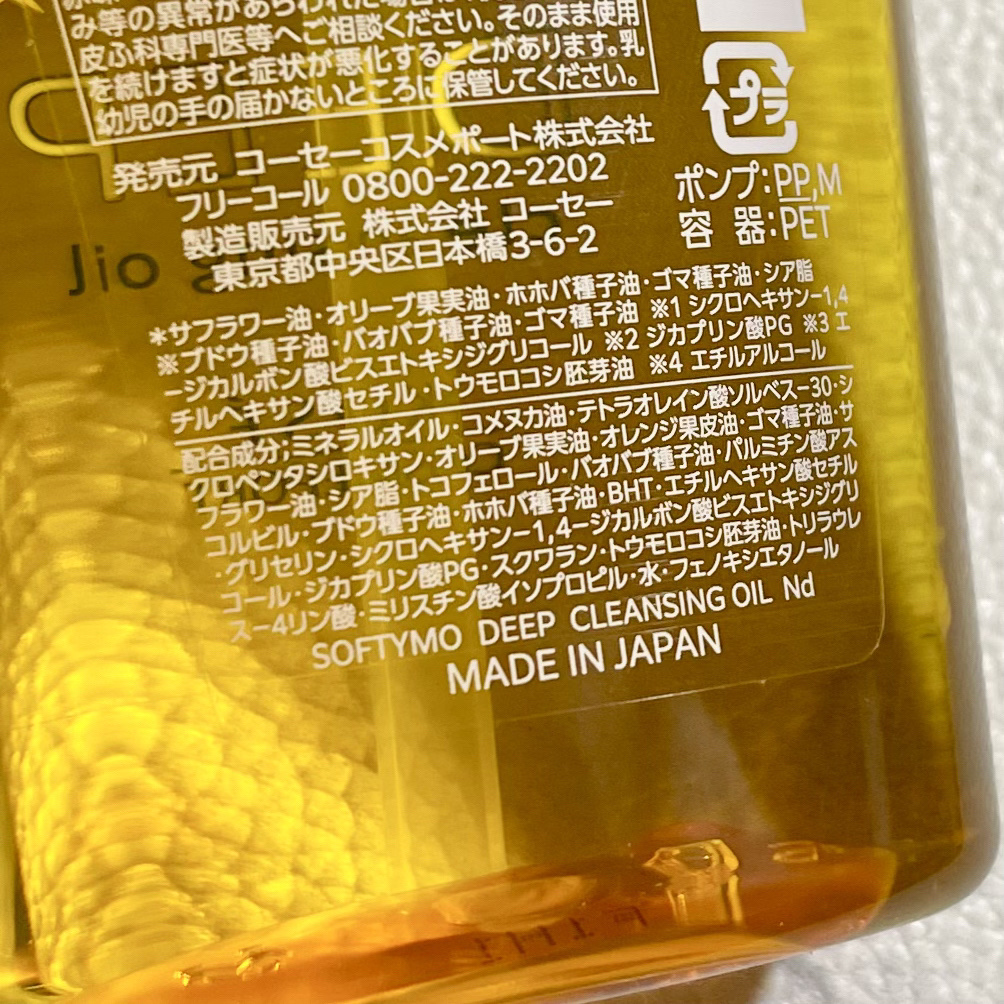 み等の異常があらわれた場合は
皮ふ科専門医等へご相談ください。そのまま使用
を続けますと症状が悪化することがあります。乳
幼児の手の届かないところに保管してください。
発売元 コーセーコスメポート株式会社
フリーコール 0800-222-2202
製造販売元 株式会社 コーセー
東京都中央区日本橋3-6-2
プラ
ポンプ:PP,M
容 器:PET
oil
*サフラワー油・オリーブ果実油・ホホバ種子油・ゴマ種子油・シア脂
※ブドウ種子油・バオバブ種子油・ゴマ種子油 ※1 シクロヘキサン-1,4
-ジカルボン酸ビスエトキシジグリコール ※2 ジカプリン酸PG ※3 エ
チルヘキサン酸セチル・トウモロコシ胚芽油 ※4 エチルアルコール
配合成分;ミネラルオイル・コメヌカ油・テトラオレイン酸ソルベス-30・シ
クロペンタシロキサン・オリーブ果実油・オレンジ果皮油・ゴマ種子油・サ
フラワー油・シア脂・トコフェロール・バオバブ種子油・パルミチン酸アス
コルビル・ブドウ種子油・ホホバ種子油・BHT・エチルヘキサン酸セチル
・グリセリン・シクロヘキサン-1,4-ジカルボン酸ビスエトキシジグリ
コール・ジカプリン酸PG・スクワラン・トウモロコシ胚芽油・トリラウレ
ス-4リン酸・ミリスチン酸イソプロピル・水・フェノキシエタノール
SOFTYMO DEEP CLEANSING OIL Nd
MADE IN JAPAN